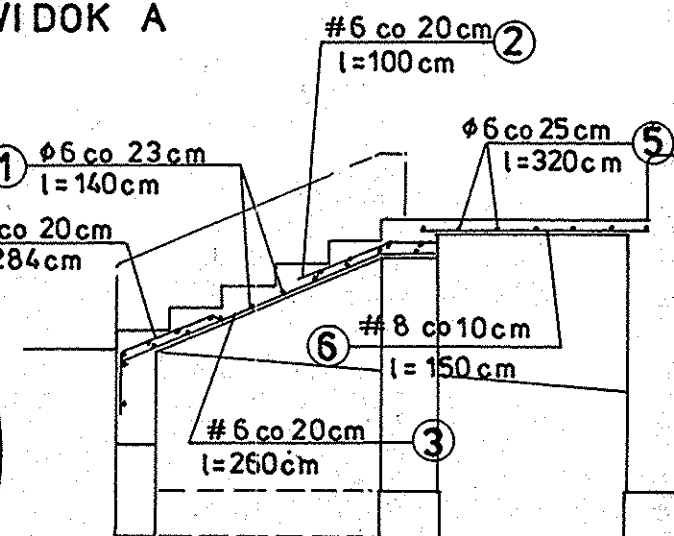 WIDOK A
#6 co 20cm 2
l=100cm
1 φ6 co 23cm
l=140cm
φ6 co 25cm 5
l=320cm
co 20cm
284cm
6 # 8 co 10cm
l=150cm
#6 co 20cm 3
l=260cm